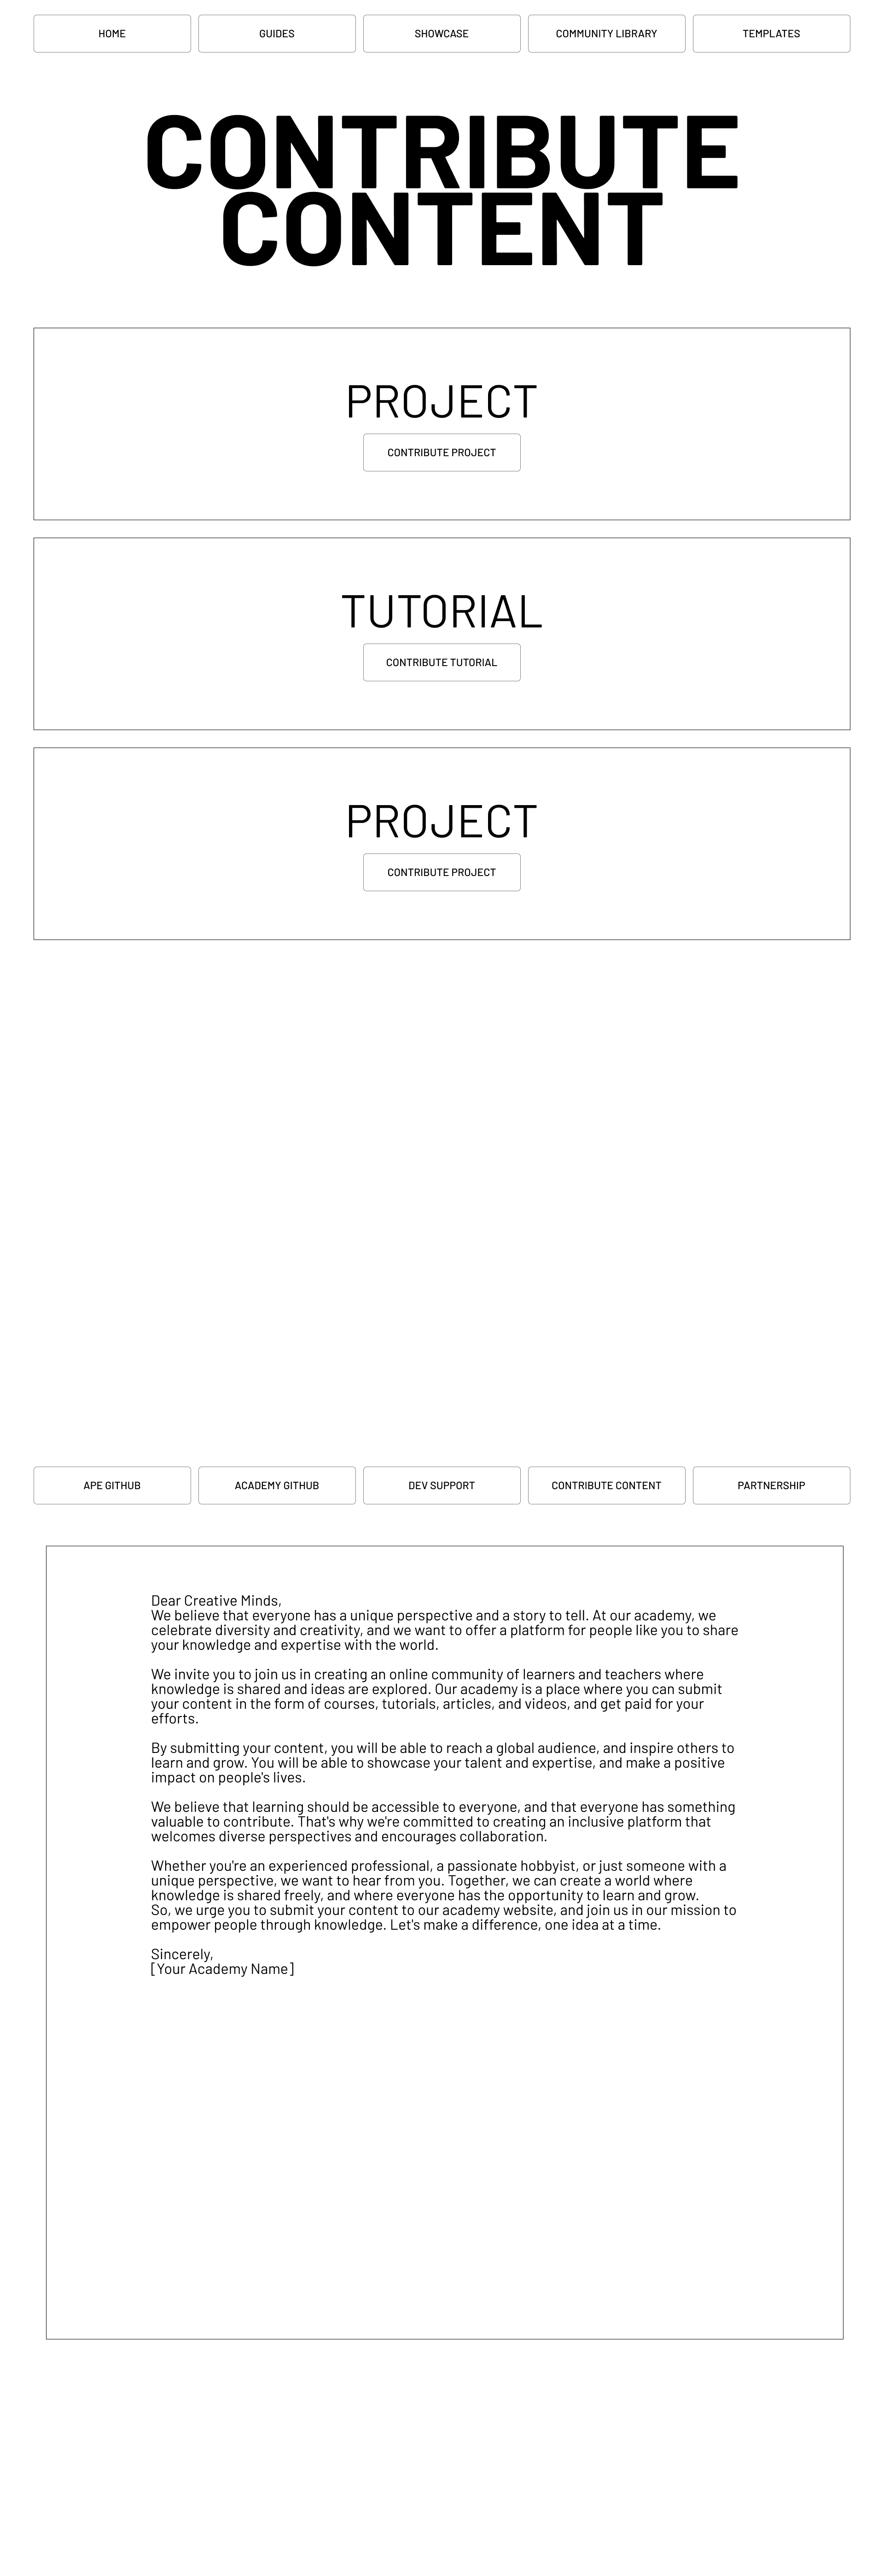 HOME
GUIDES
SHOWCASE
COMMUNITY LIBRARY
TEMPLATES
CONTRIBUTE
CONTENT
PROJECT
CONTRIBUTE PROJECT
TUTORIAL
CONTRIBUTE TUTORIAL
PROJECT
CONTRIBUTE PROJECT
APE GITHUB
ACADEMY GITHUB
DEV SUPPORT
CONTRIBUTE CONTENT
PARTNERSHIP
Dear Creative Minds,
We believe that everyone has a unique perspective and a story to tell. At our academy, we
celebrate diversity and creativity, and we want to offer a platform for people like you to share
your knowledge and expertise with the world.
We invite you to join us in creating an online community of learners and teachers where
knowledge is shared and ideas are explored. Our academy is a place where you can submit
your content in the form of courses, tutorials, articles, and videos, and get paid for your
efforts.
By submitting your content, you will be able to reach a global audience, and inspire others to
learn and grow. You will be able to showcase your talent and expertise, and make a positive
impact on people's lives.
We believe that learning should be accessible to everyone, and that everyone has something
valuable to contribute. That's why we're committed to creating an inclusive platform that
welcomes diverse perspectives and encourages collaboration.
Whether you're an experienced professional, a passionate hobbyist, or just someone with a
unique perspective, we want to hear from you. Together, we can create a world where
knowledge is shared freely, and where everyone has the opportunity to learn and grow.
So, we urge you to submit your content to our academy website, and join us in our mission to
empower people through knowledge. Let's make a difference, one idea at a time.
Sincerely,
[Your Academy Name]